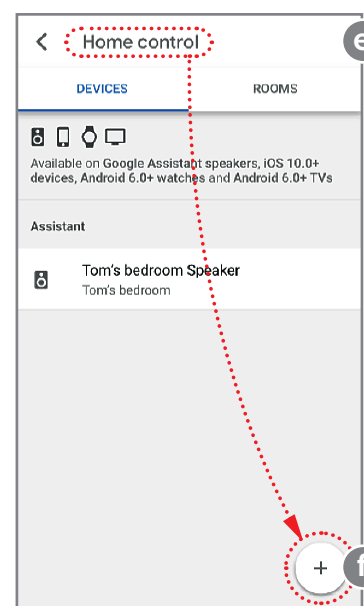 Home control
e
DEVICES ROOMS
Available on Google Assistant speakers, iOS 10.0+
devices, Android 6.0+ watches and Android 6.0+ TVs
Assistant
Tom's bedroom Speaker
Tom's bedroom
+
f